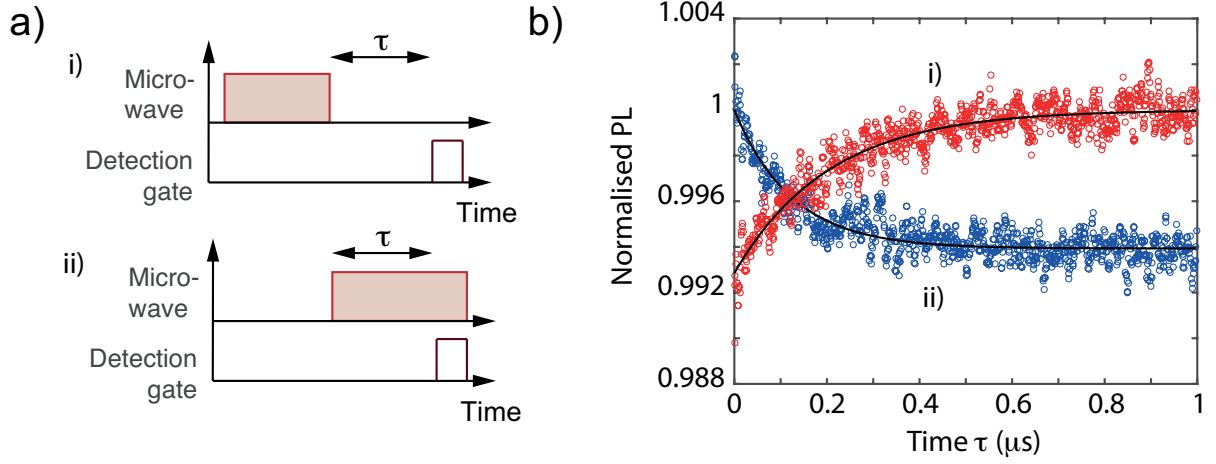 a)
i)
Micro-
wave
τ
Detection
gate
Time
ii)
τ
Micro-
wave
Detection
gate
Time
b)
Normalised PL
1.004
1
0.996
0.992
0.988
i)
ii)
0 0.2 0.4 0.6 0.8 1
Time τ (μs)